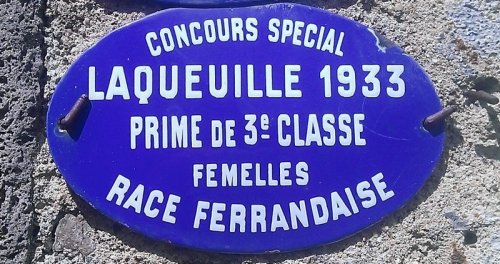 CONCOURS SPECIAL
LAQUEUILLE 1933
PRIME DE 3e CLASSE
FEMELLES
RACE FERRANDAISE